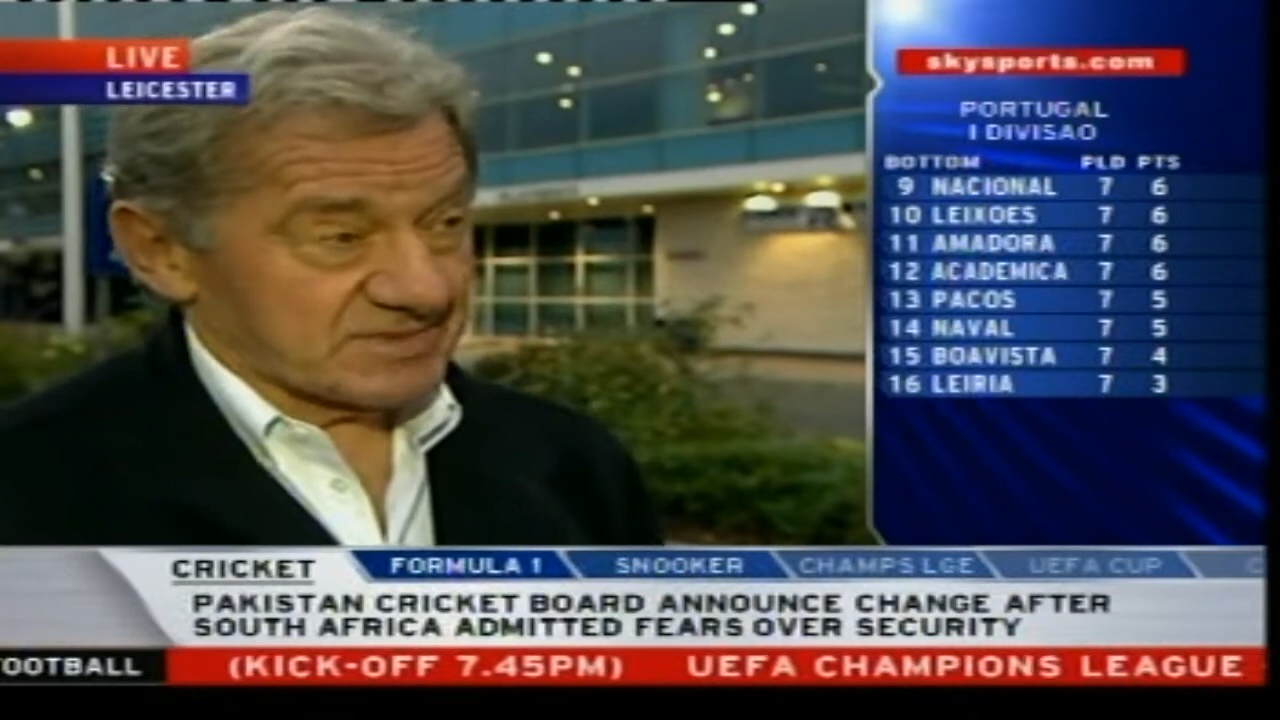 LIVE
LEICESTER
skysports.com
PORTUGAL
I DIVISAO
BOTTOM PLD PTS
9 NACIONAL 7 6
10 LEIXOES 7 6
11 AMADORA 7 6
12 ACADEMICA 7 6
13 PACOS 7 5
14 NAVAL 7 5
15 BOAVISTA 7 4
16 LEIRIA 7 3
CRICKET FORMULA 1 SNOOKER CHAMPS LGE UEFA CUP
PAKISTAN CRICKET BOARD ANNOUNCE CHANGE AFTER
SOUTH AFRICA ADMITTED FEARS OVER SECURITY
OOTBALL (KICK-OFF 7.45PM) UEFA CHAMPIONS LEAGUE